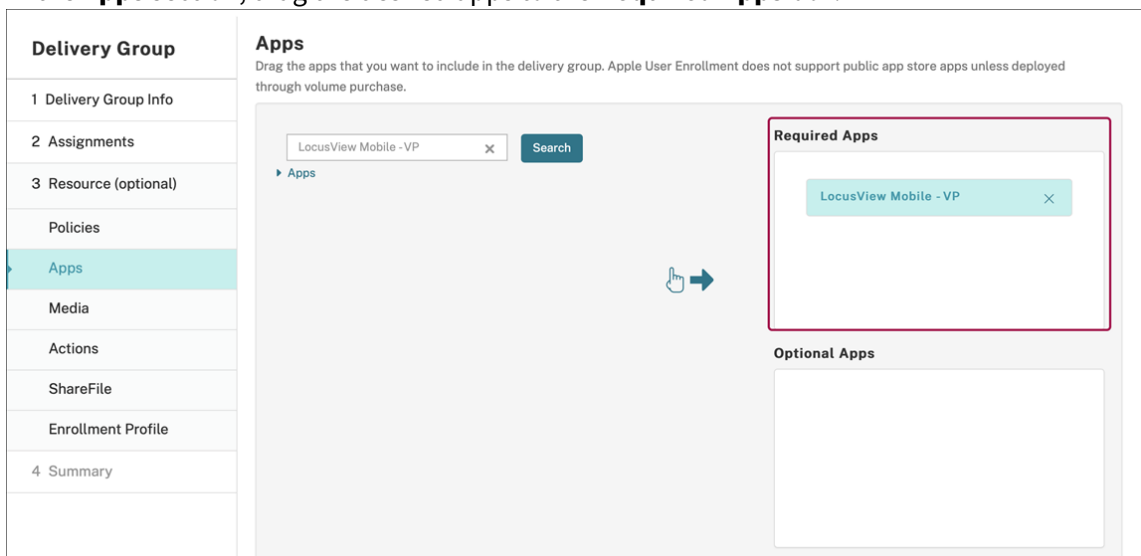 Delivery Group
1 Delivery Group Info
2 Assignments
3 Resource (optional)
Policies
Apps
Media
Actions
ShareFile
Enrollment Profile
4 Summary
Apps
Drag the apps that you want to include in the delivery group. Apple User Enrollment does not support public app store apps unless deployed
through volume purchase.
LocusView Mobile - VP
Search
Apps
Required Apps
LocusView Mobile - VP
Optional Apps